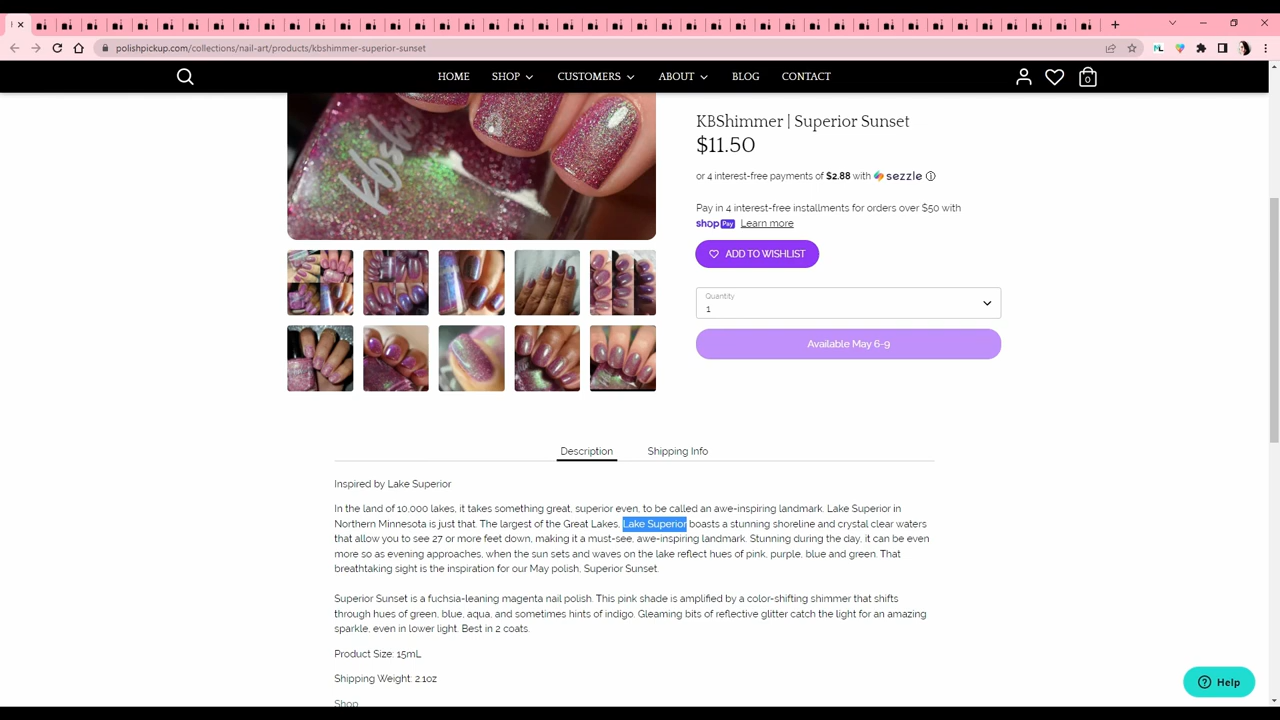 polishpickup.com/collections/nail-art/products/kbshimmer-superior-sunset
HOME SHOP CUSTOMERS ABOUT BLOG CONTACT
0
kbsh
KBShimmer | Superior Sunset
$11.50
or 4 interest-free payments of $2.88 with sezzle
Pay in 4 interest-free installments for orders over $50 with
shop Pay Learn more
ADD TO WISHLIST
Quantity
1
Available May 6-9
Description Shipping Info
Inspired by Lake Superior
In the land of 10,000 lakes, it takes something great, superior even, to be called an awe-inspiring landmark. Lake Superior in
Northern Minnesota is just that. The largest of the Great Lakes, Lake Superior boasts a stunning shoreline and crystal clear waters
that allow you to see 27 or more feet down, making it a must-see, awe-inspiring landmark. Stunning during the day, it can be even
more so as evening approaches, when the sun sets and waves on the lake reflect hues of pink, purple, blue and green. That
breathtaking sight is the inspiration for our May polish, Superior Sunset.
Superior Sunset is a fuchsia-leaning magenta nail polish. This pink shade is amplified by a color-shifting shimmer that shifts
through hues of green, blue, aqua, and sometimes hints of indigo. Gleaming bits of reflective glitter catch the light for an amazing
sparkle, even in lower light. Best in 2 coats.
Product Size: 15mL
Shipping Weight: 2.1oz
Shop
Help